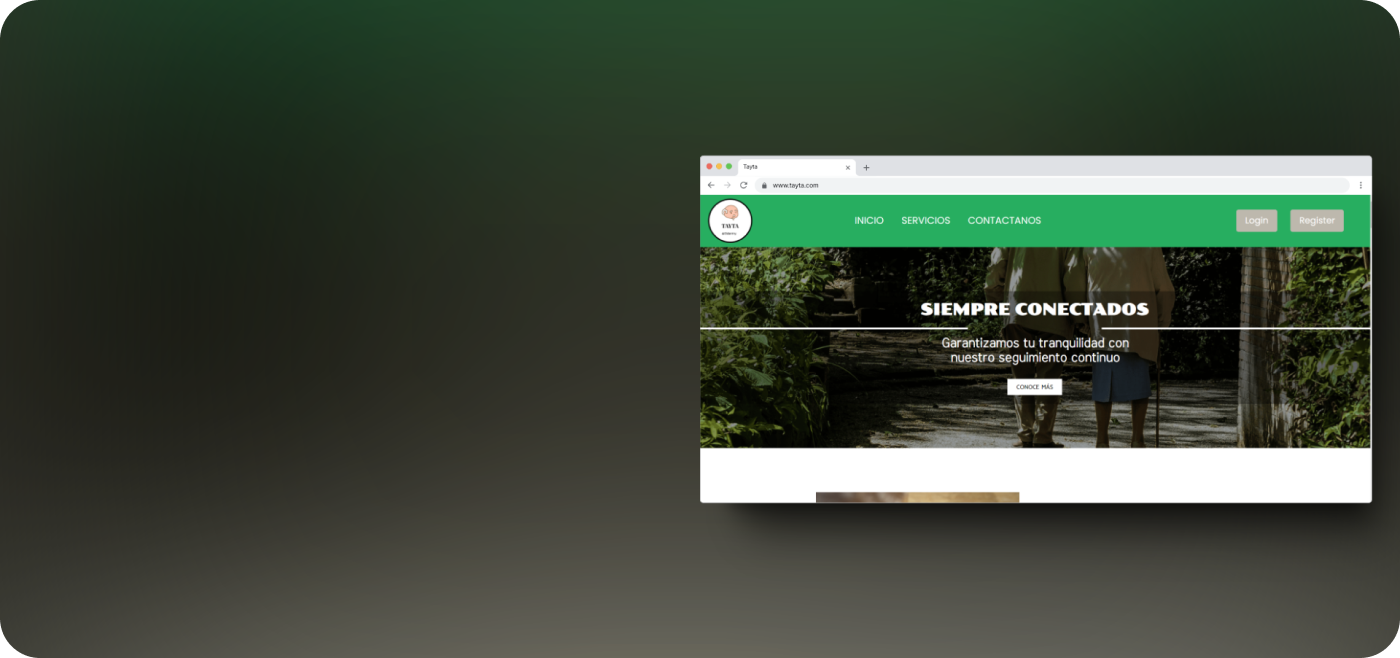 Tayta
www.tayta.com
TAYTA
INICIO
SERVICIOS
CONTACTANOS
Login
Register
SIEMPRE CONECTADOS
Garantizamos tu tranquilidad con
nuestro seguimiento continuo
CONOCE MÁS